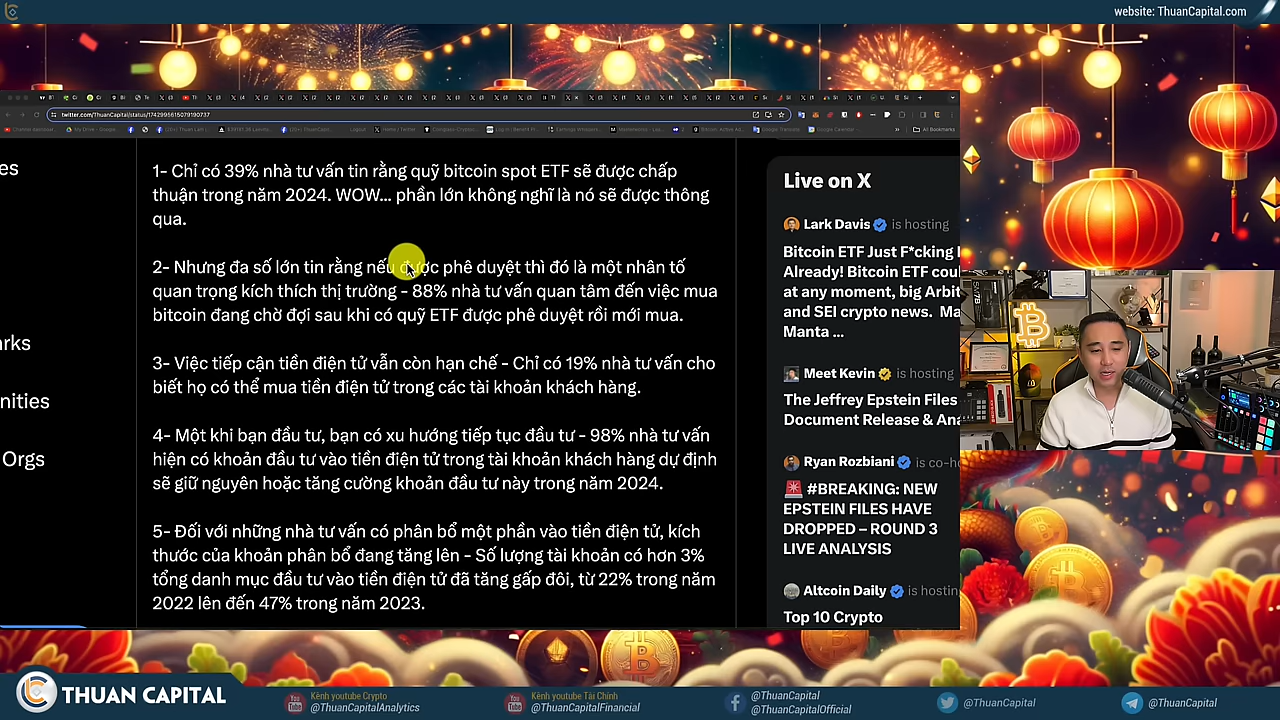 website: ThuanCapital.com
twitter.com/ThuanCapital/status/1742995615079190737
All Bookmarks
es
1- Chỉ có 39% nhà tư vấn tin rằng quỹ bitcoin spot ETF sẽ được chấp
thuận trong năm 2024. WOW... phần lớn không nghĩ là nó sẽ được thông
qua.
2- Nhưng đa số lớn tin rằng nếu được phê duyệt thì đó là một nhân tố
quan trọng kích thích thị trường - 88% nhà tư vấn quan tâm đến việc mua
bitcoin đang chờ đợi sau khi có quỹ ETF được phê duyệt rồi mới mua.
rks
3- Việc tiếp cận tiền điện tử vẫn còn hạn chế - Chỉ có 19% nhà tư vấn cho
biết họ có thể mua tiền điện tử trong các tài khoản khách hàng.
nities
4- Một khi bạn đầu tư, bạn có xu hướng tiếp tục đầu tư - 98% nhà tư vấn
hiện có khoản đầu tư vào tiền điện tử trong tài khoản khách hàng dự định
sẽ giữ nguyên hoặc tăng cường khoản đầu tư này trong năm 2024.
Orgs
5- Đối với những nhà tư vấn có phân bổ một phần vào tiền điện tử, kích
thước của khoản phân bổ đang tăng lên - Số lượng tài khoản có hơn 3%
tổng danh mục đầu tư vào tiền điện tử đã tăng gấp đôi, từ 22% trong năm
2022 lên đến 47% trong năm 2023.
Live on X
Lark Davis is hosting
Bitcoin ETF Just F*cking
Already! Bitcoin ETF cou
at any moment, big Arbit
and SEI crypto news. Ma
Manta ...
Meet Kevin is hosting
The Jeffrey Epstein Files
Document Release & Ana
Ryan Rozbiani is co-h
🚨 #BREAKING: NEW
EPSTEIN FILES HAVE
DROPPED – ROUND 3
LIVE ANALYSIS
Altcoin Daily is hostin
Top 10 Crypto
THUAN CAPITAL
Kênh youtube Crypto
@ThuanCapitalAnalytics
Kênh youtube Tài Chính
@ThuanCapitalFinancial
@ThuanCapital
@ThuanCapitalOfficial
@ThuanCapital
@ThuanCapital